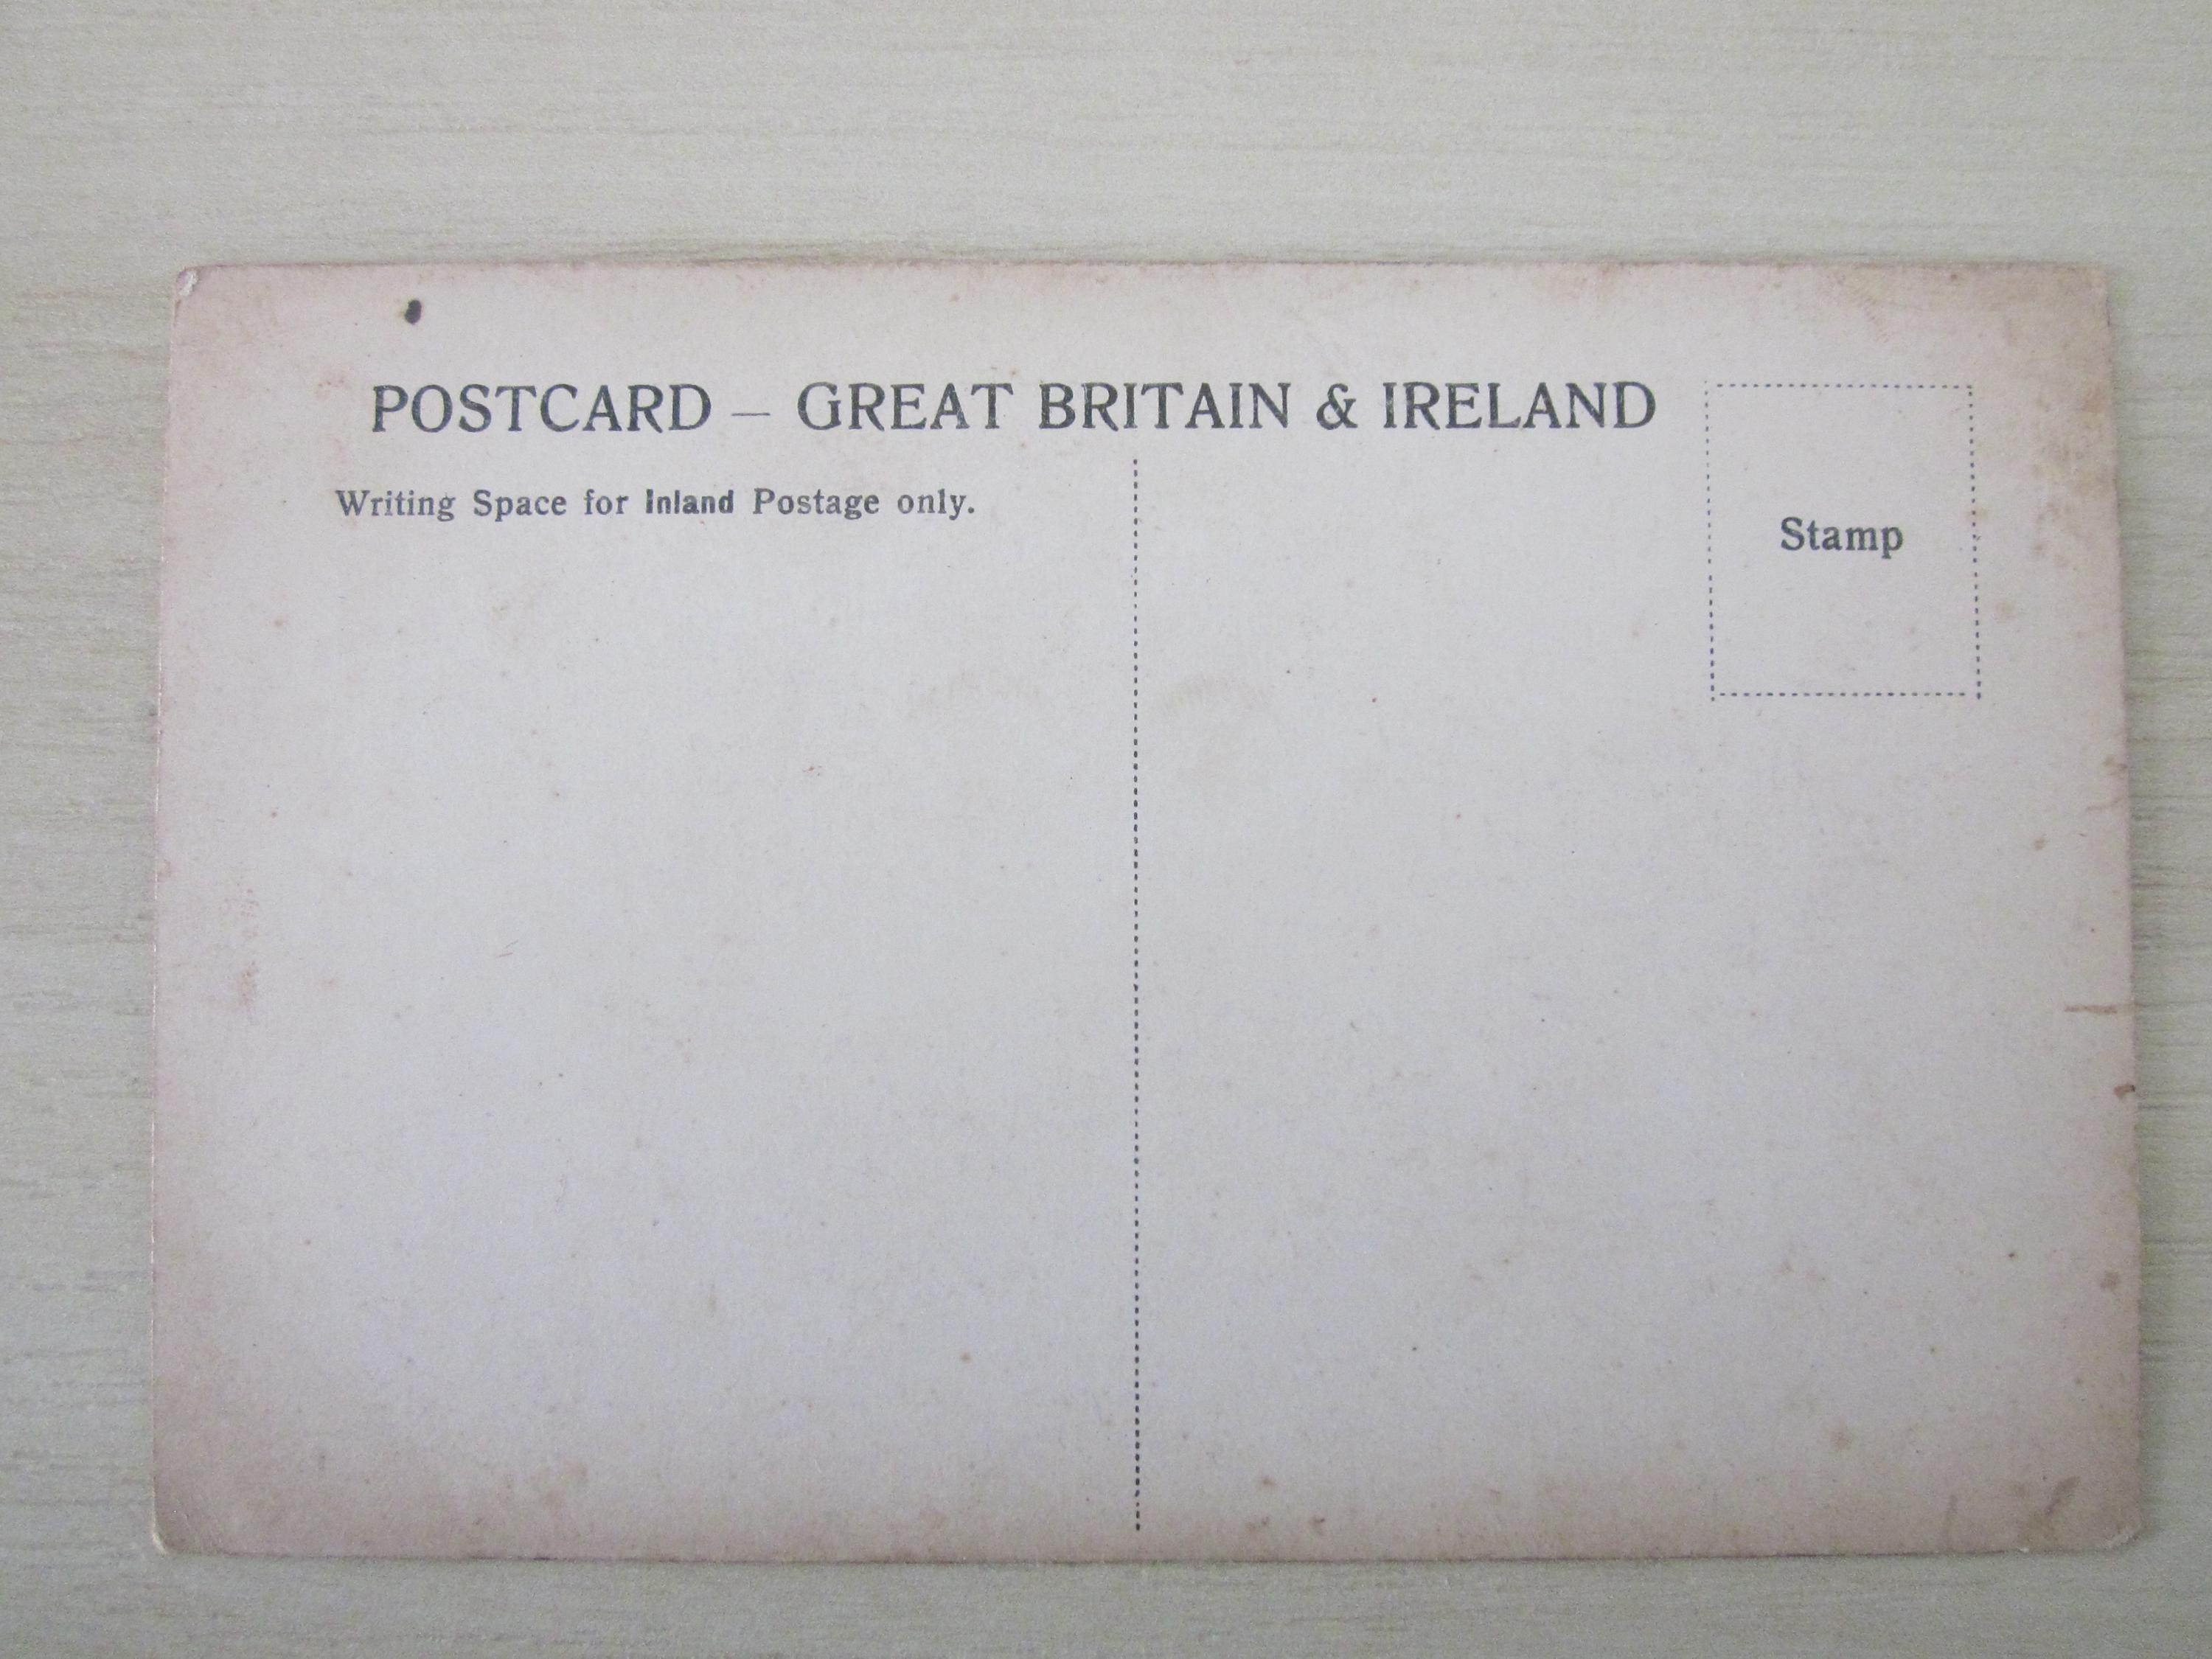 POSTCARD – GREAT BRITAIN & IRELAND
Writing Space for Inland Postage only.
Stamp